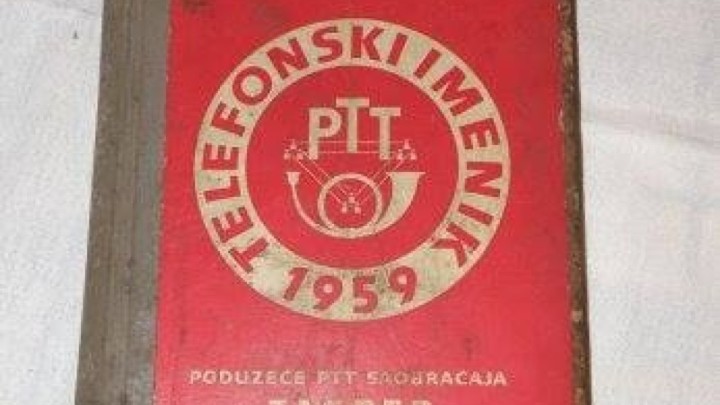 TELEFONSKI IMENIK
PTT
1959
PODUZEĆE PTT SAOBRAĆAJA